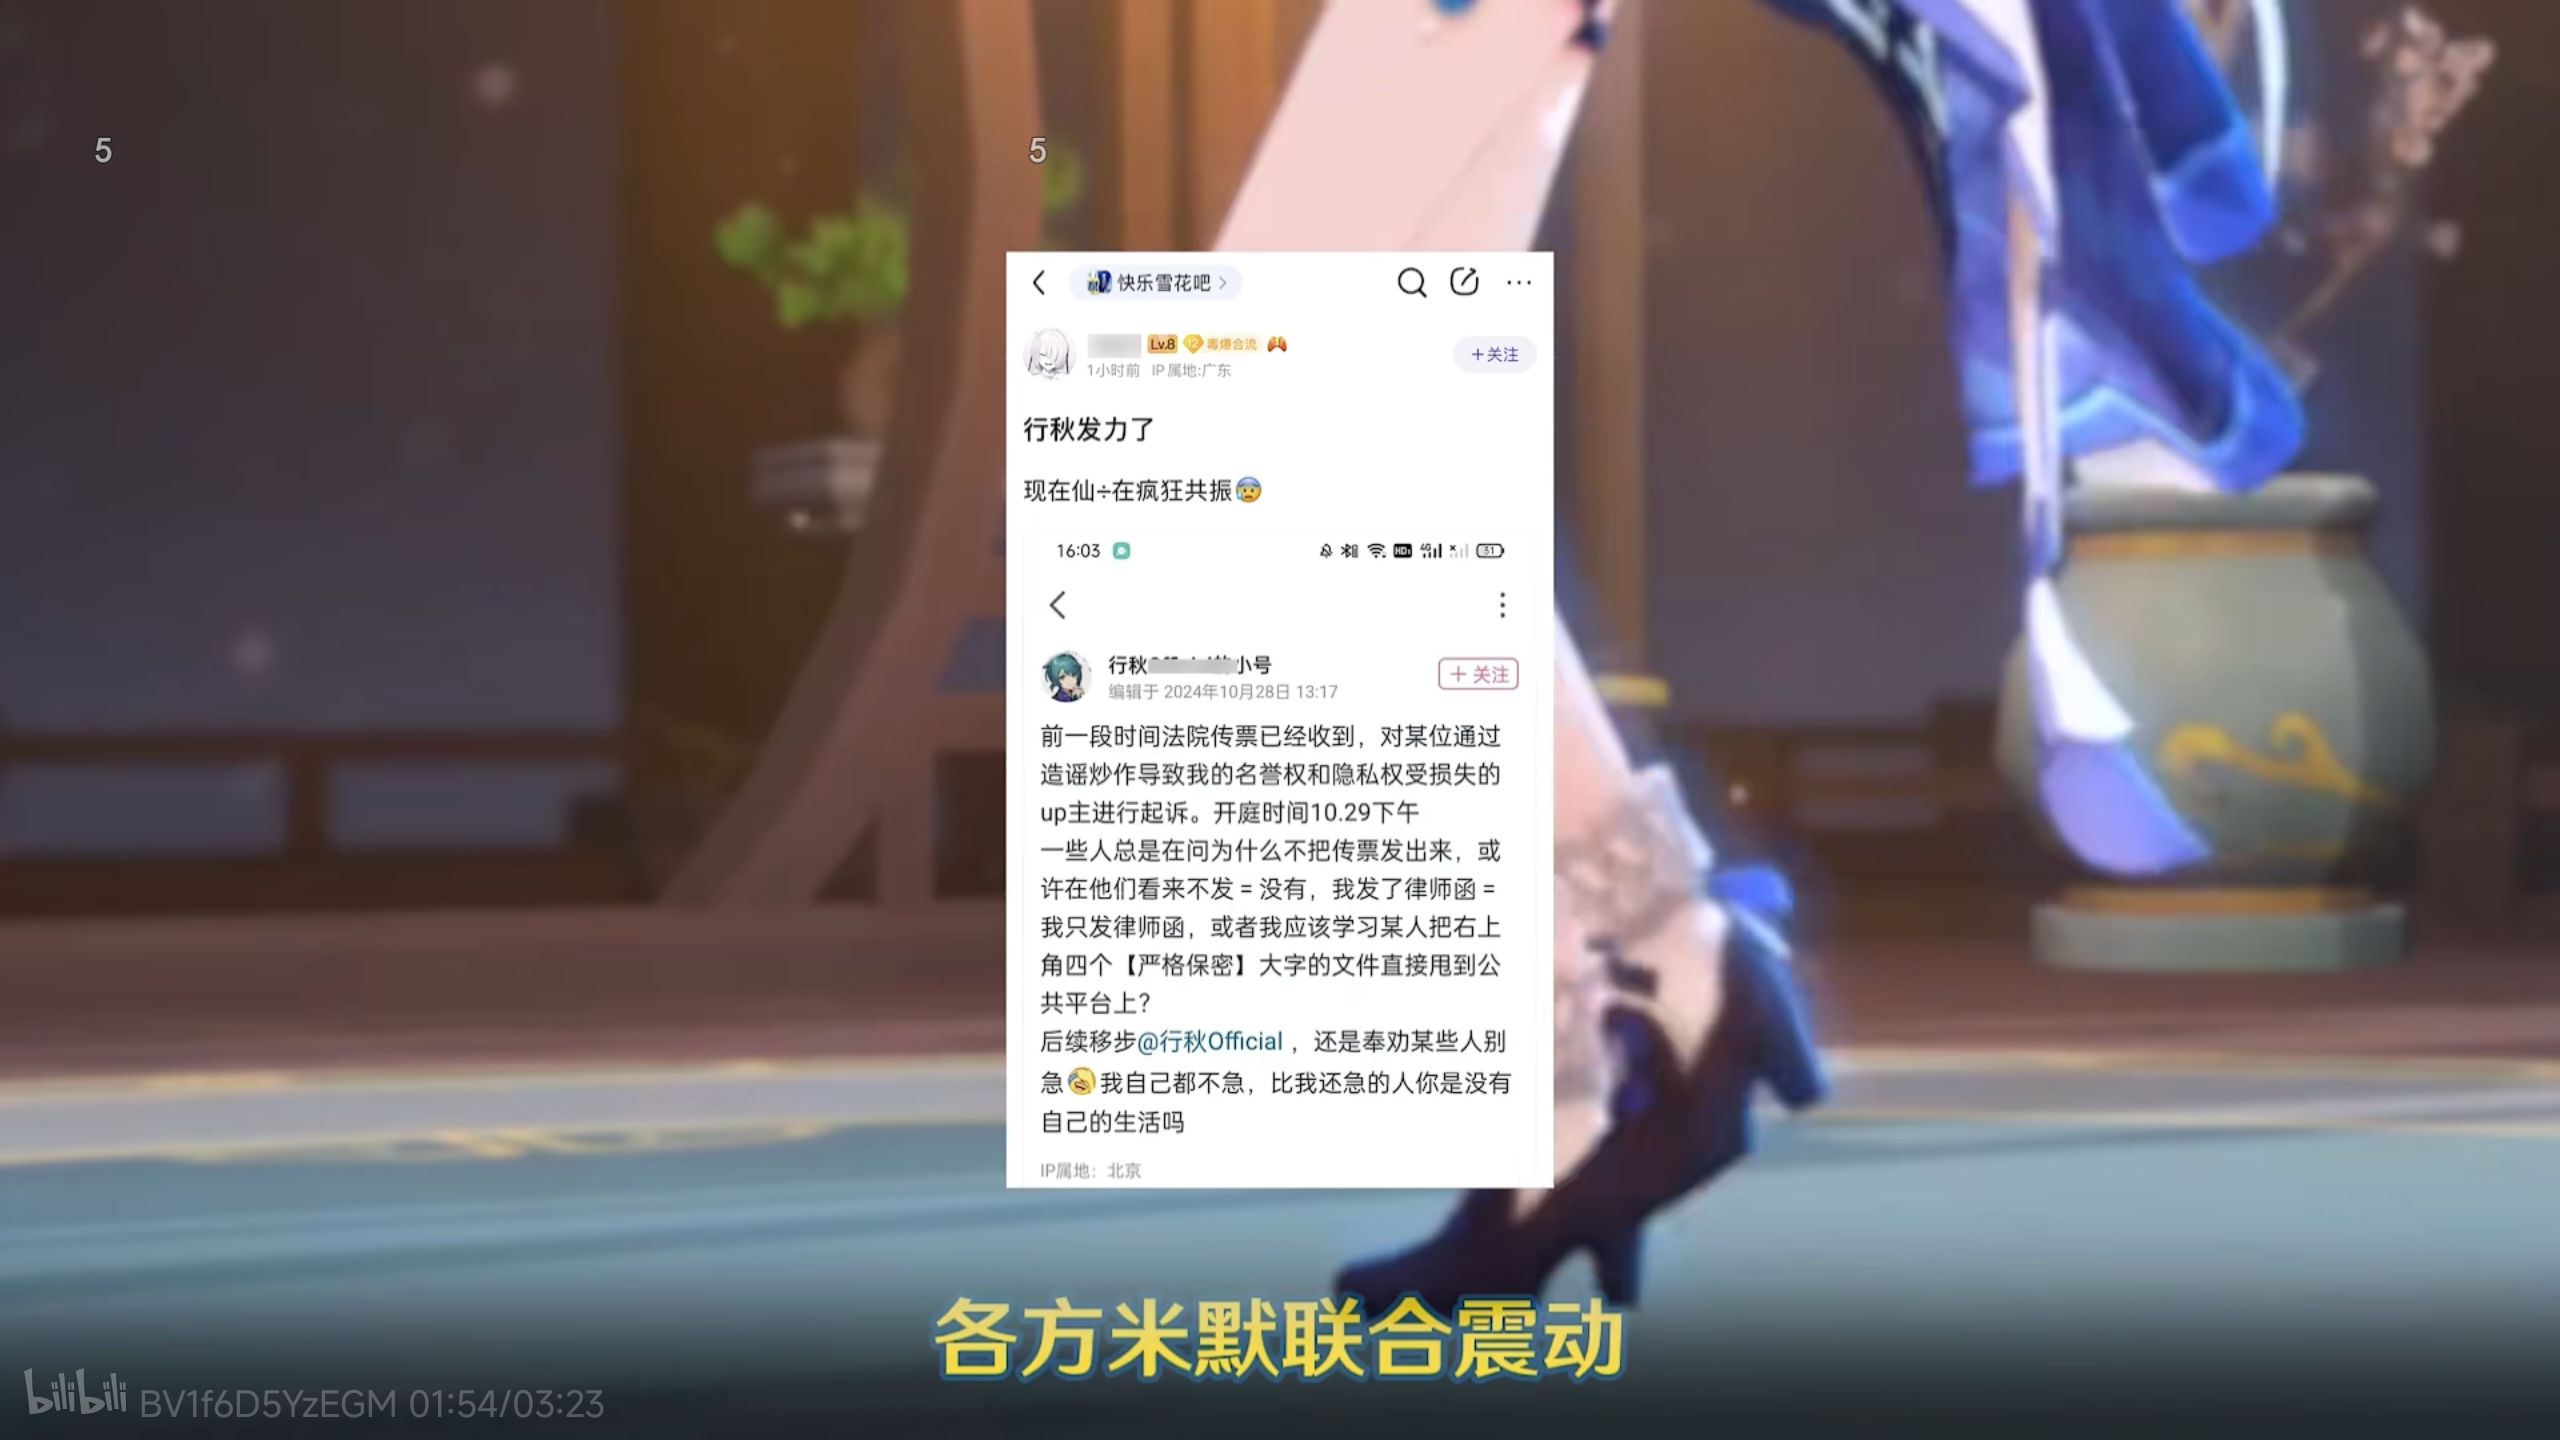 5
5
快乐雪花吧
Lv.8 12 毒爆合流
1小时前 IP属地:广东
+关注
行秋发力了
现在仙÷在疯狂共振
16:03
HD 4G 31
行秋 小号
编辑于 2024年10月28日 13:17
+ 关注
前一段时间法院传票已经收到，对某位通过
造谣炒作导致我的名誉权和隐私权受损失的
up主进行起诉。开庭时间10.29下午
一些人总是在问为什么不把传票发出来，或
许在他们看来不发 = 没有，我发了律师函 =
我只发律师函，或者我应该学习某人把右上
角四个【严格保密】大字的文件直接甩到公
共平台上？
后续移步@行秋Official ，还是奉劝某些人别
急我自己都不急，比我还急的人你是没有
自己的生活吗
IP属地：北京
各方米默联合震动
bilibili BV1f6D5YzEGM 01:54/03:23